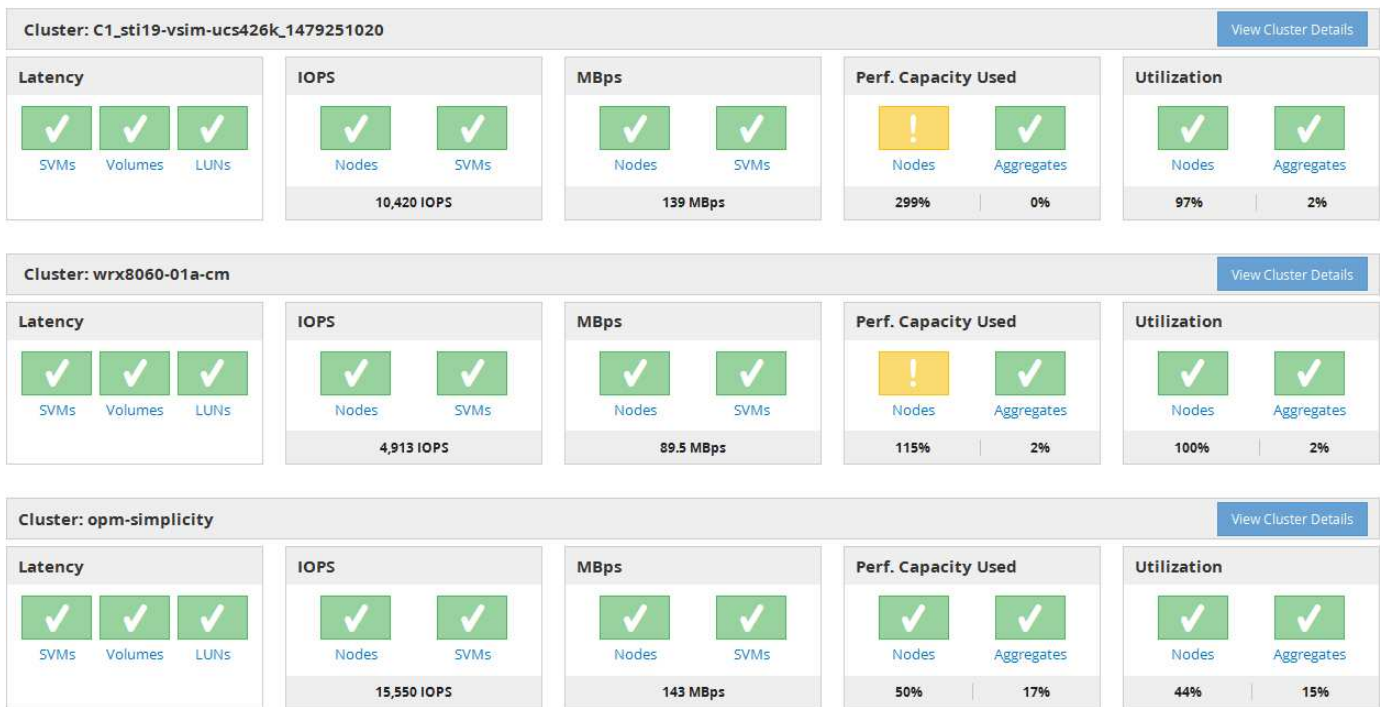 Cluster: C1_sti19-vsim-ucs426k_1479251020 View Cluster Details
Latency IOPS MBps Perf. Capacity Used Utilization
SVMs Volumes LUNs Nodes SVMs Nodes SVMs Nodes Aggregates Nodes Aggregates
10,420 IOPS 139 MBps 299% 0% 97% 2%
Cluster: wrx8060-01a-cm View Cluster Details
Latency IOPS MBps Perf. Capacity Used Utilization
SVMs Volumes LUNs Nodes SVMs Nodes SVMs Nodes Aggregates Nodes Aggregates
4,913 IOPS 89.5 MBps 115% 2% 100% 2%
Cluster: opm-simplicity View Cluster Details
Latency IOPS MBps Perf. Capacity Used Utilization
SVMs Volumes LUNs Nodes SVMs Nodes SVMs Nodes Aggregates Nodes Aggregates
15,550 IOPS 143 MBps 50% 17% 44% 15%